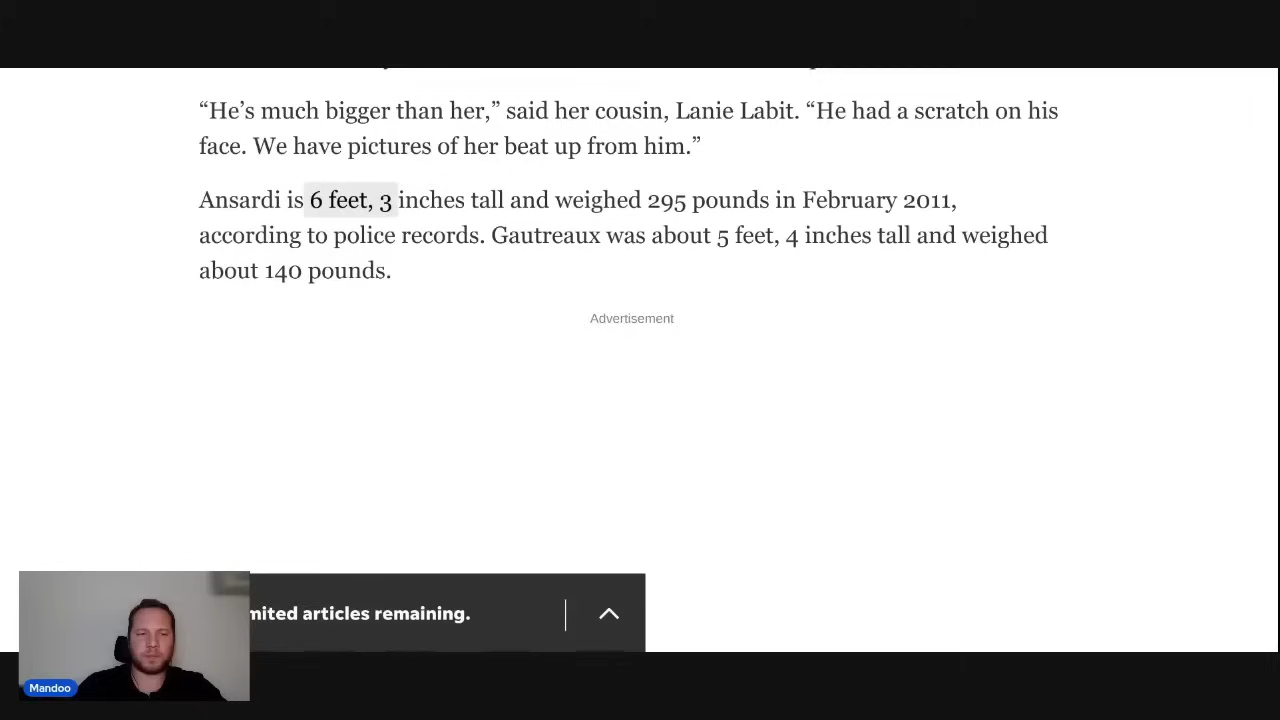 “He’s much bigger than her,” said her cousin, Lanie Labit. “He had a scratch on his
face. We have pictures of her beat up from him.”
Ansardi is 6 feet, 3 inches tall and weighed 295 pounds in February 2011,
according to police records. Gautreaux was about 5 feet, 4 inches tall and weighed
about 140 pounds.
Advertisement
articles remaining.
Mandoo